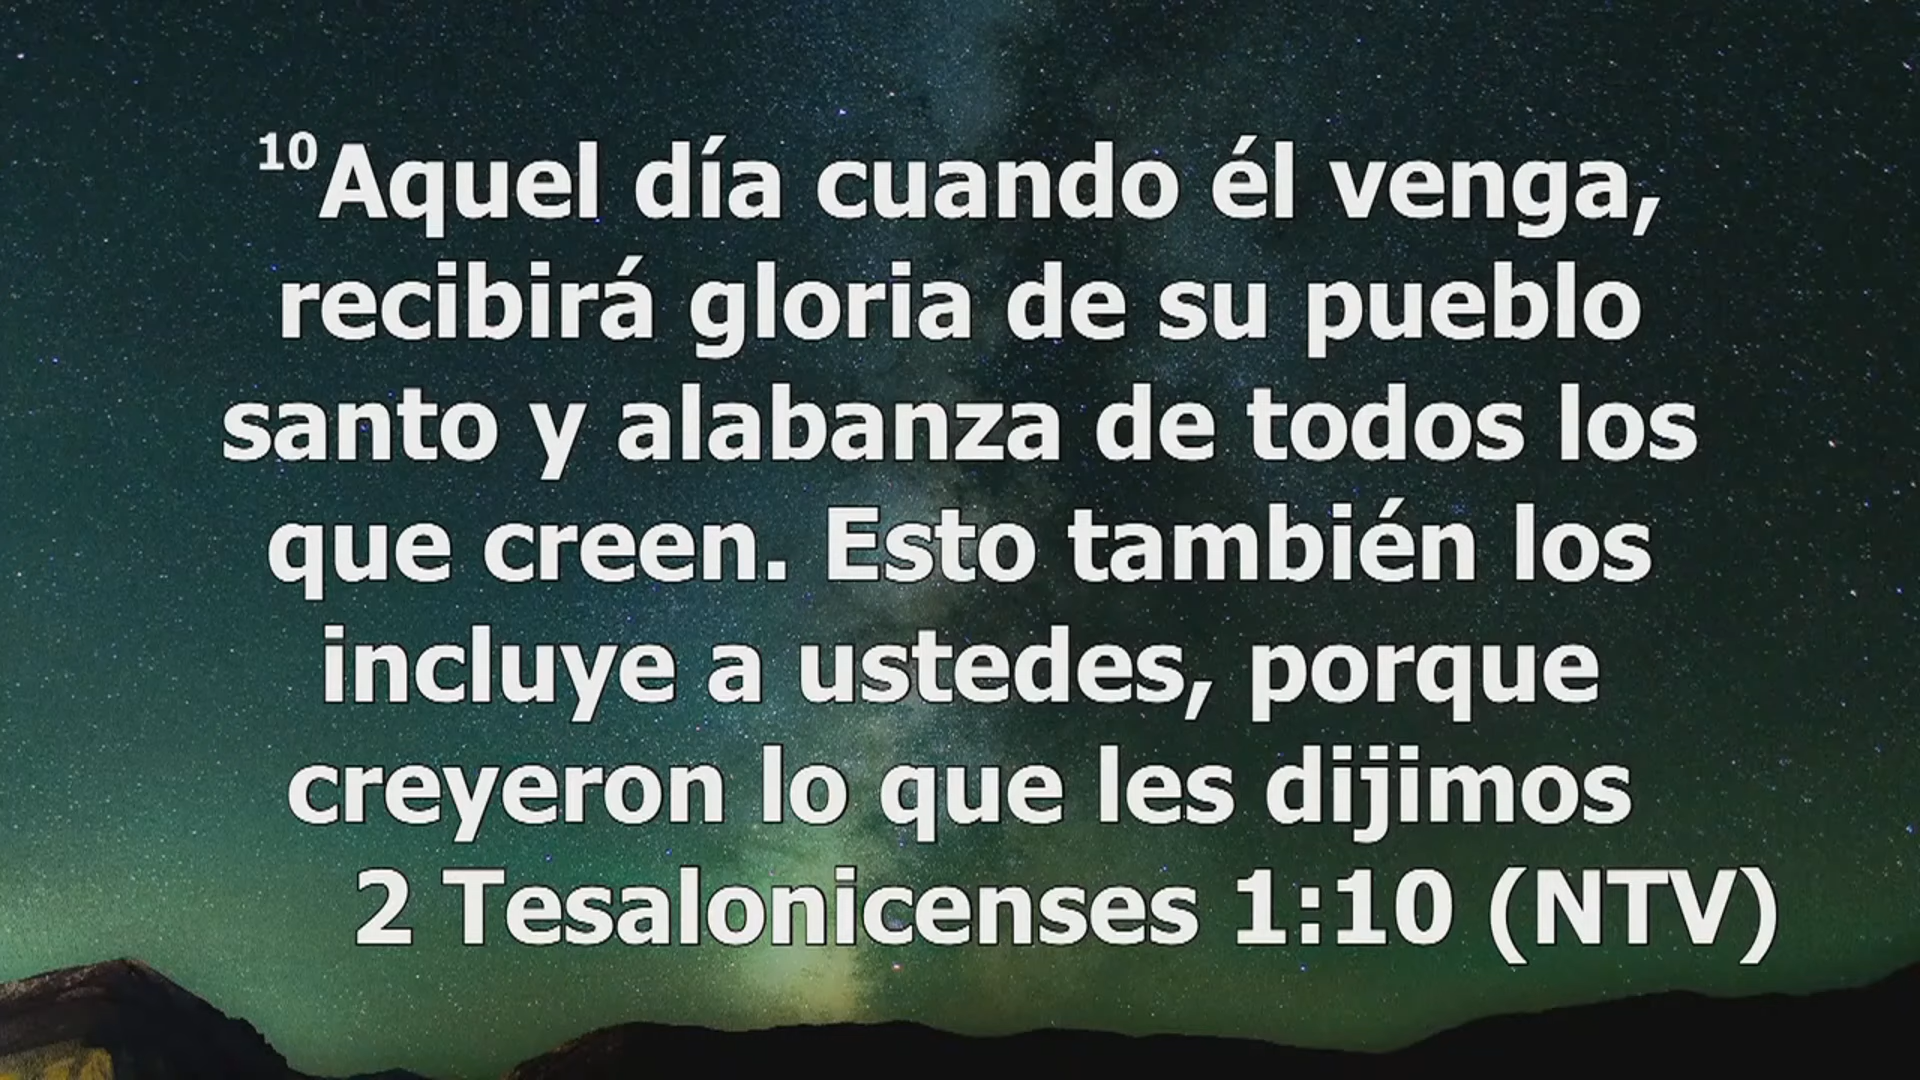 ¹⁰Aquel día cuando él venga,
recibirá gloria de su pueblo
santo y alabanza de todos los
que creen. Esto también los
incluye a ustedes, porque
creyeron lo que les dijimos
2 Tesalonicenses 1:10 (NTV)